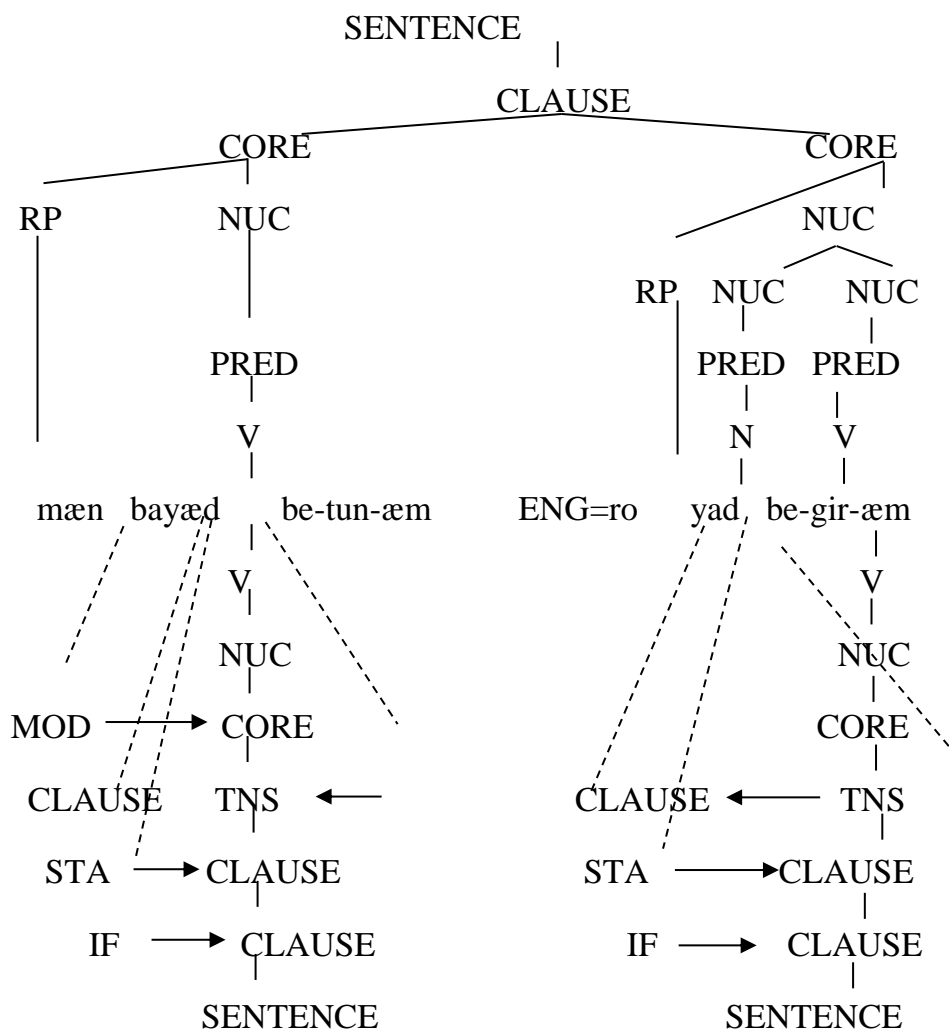 SENTENCE
CLAUSE
CORE CORE
RP NUC NUC
RP NUC NUC
PRED PRED PRED
V N V
mæn bayæd be-tun-æm ENG=ro yad be-gir-æm
V V
NUC NUC
MOD CORE CORE
CLAUSE TNS CLAUSE TNS
STA CLAUSE STA CLAUSE
IF CLAUSE IF CLAUSE
SENTENCE SENTENCE